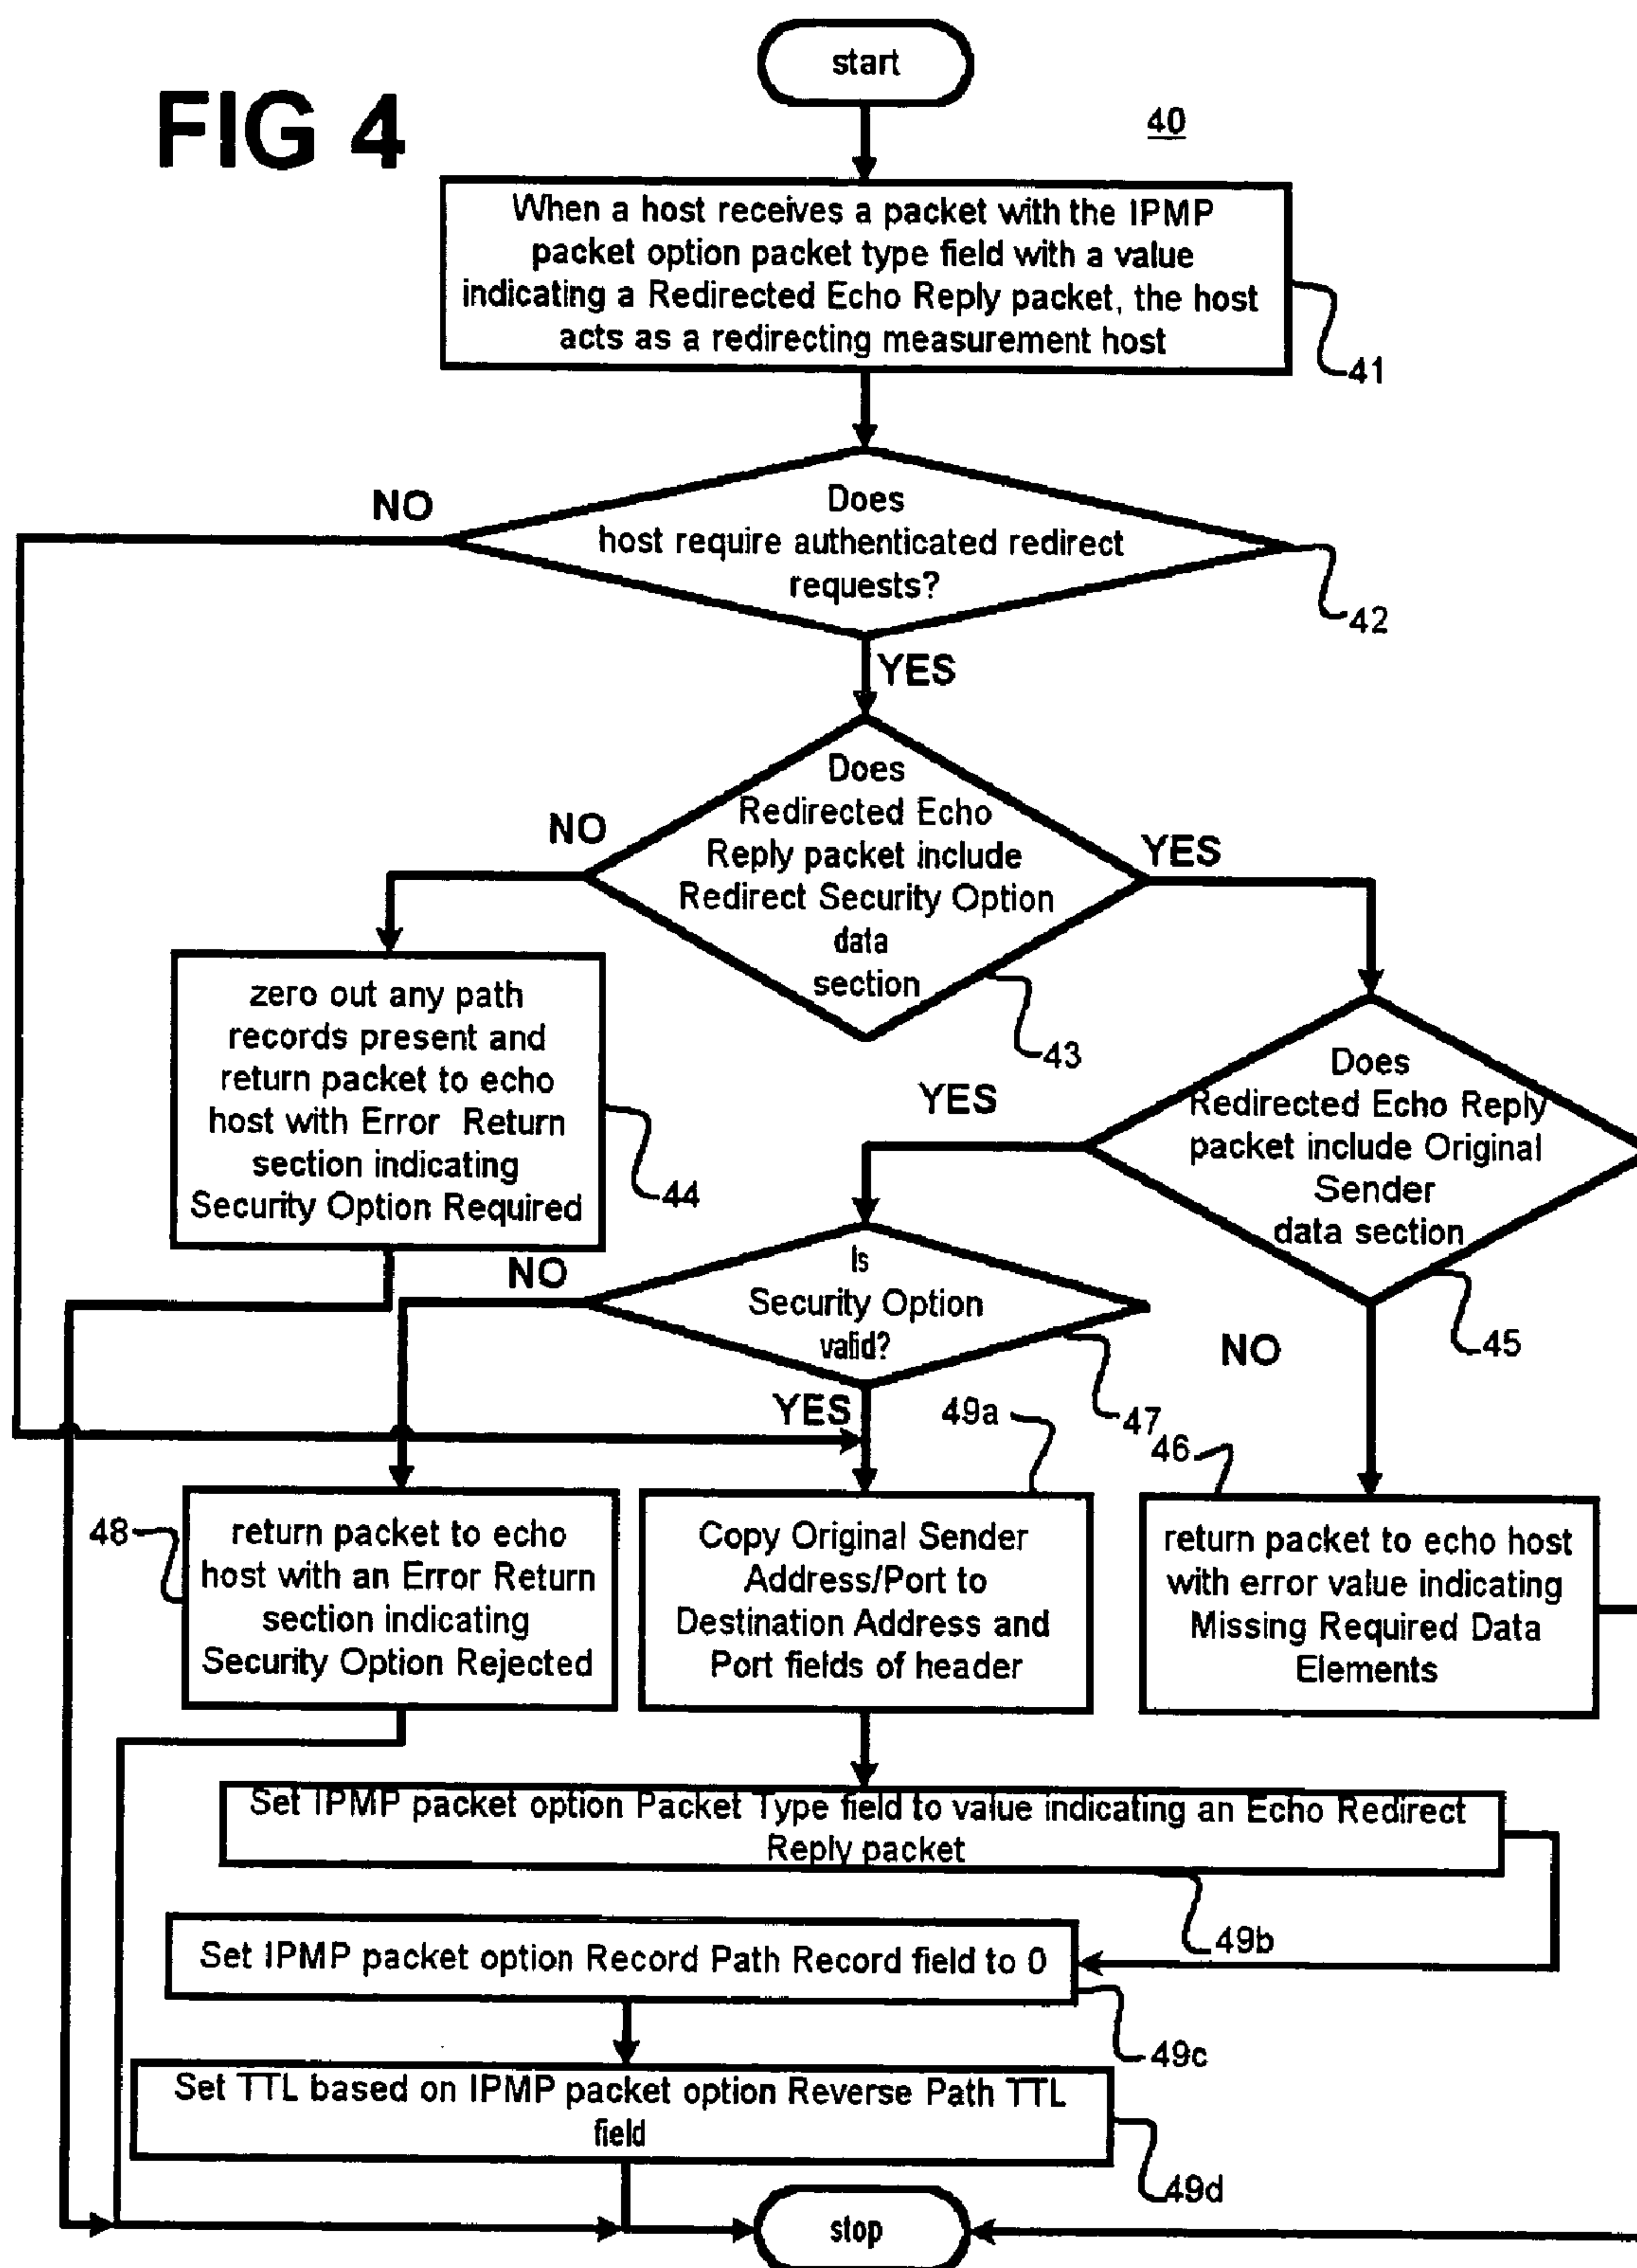 start
FIG 4
40
When a host receives a packet with the IPMP
packet option packet type field with a value
indicating a Redirected Echo Reply packet, the host
acts as a redirecting measurement host
41
NO
Does
host require authenticated redirect
requests?
42
YES
Does
Redirected Echo
Reply packet include
Redirect Security Option
data
section
43
NO
YES
zero out any path
records present and
return packet to echo
host with Error Return
section indicating
Security Option Required
44
Does
Redirected Echo Reply
packet include Original
Sender
data section
45
YES
NO
Is
Security Option
valid?
47
NO
YES
49a
46
48
return packet to echo
host with an Error Return
section indicating
Security Option Rejected
Copy Original Sender
Address/Port to
Destination Address and
Port fields of header
return packet to echo host
with error value indicating
Missing Required Data
Elements
Set IPMP packet option Packet Type field to value indicating an Echo Redirect
Reply packet
49b
Set IPMP packet option Record Path Record field to 0
49c
Set TTL based on IPMP packet option Reverse Path TTL
field
49d
stop